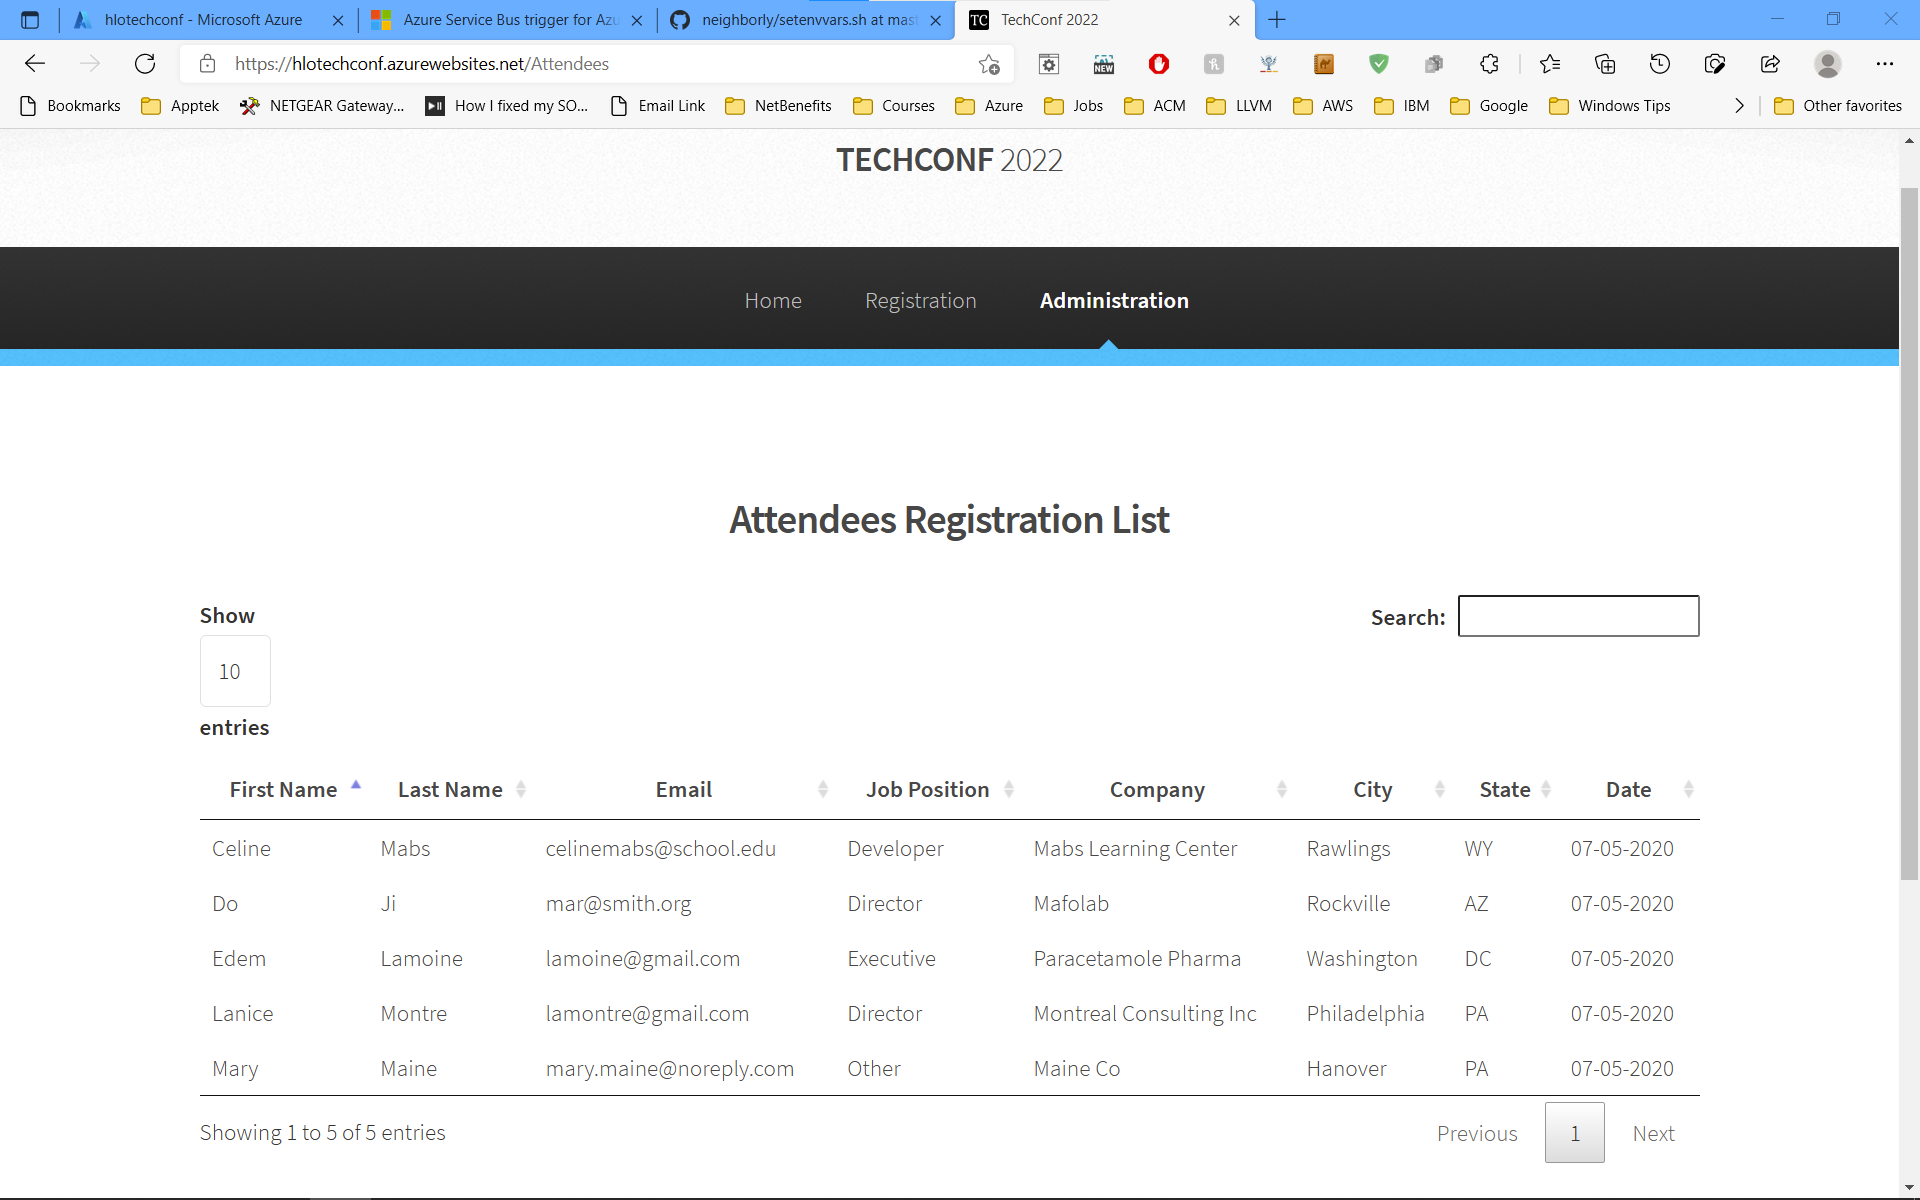 hlotechconf - Microsoft Azure
Azure Service Bus trigger for Azu
neighborly/setenvvars.sh at mast
TC TechConf 2022
https://hlotechconf.azurewebsites.net/Attendees
NEW
Bookmarks Apptek NETGEAR Gateway... How I fixed my SO... Email Link NetBenefits Courses Azure Jobs ACM LLVM AWS IBM Google Windows Tips Other favorites
TECHCONF 2022
Home Registration Administration
Attendees Registration List
Show
10
entries
Search:
First Name Last Name Email Job Position Company City State Date
Celine Mabs celinemabs@school.edu Developer Mabs Learning Center Rawlings WY 07-05-2020
Do Ji mar@smith.org Director Mafolab Rockville AZ 07-05-2020
Edem Lamoine lamoine@gmail.com Executive Paracetamole Pharma Washington DC 07-05-2020
Lanice Montre lamontre@gmail.com Director Montreal Consulting Inc Philadelphia PA 07-05-2020
Mary Maine mary.maine@noreply.com Other Maine Co Hanover PA 07-05-2020
Showing 1 to 5 of 5 entries
Previous 1 Next